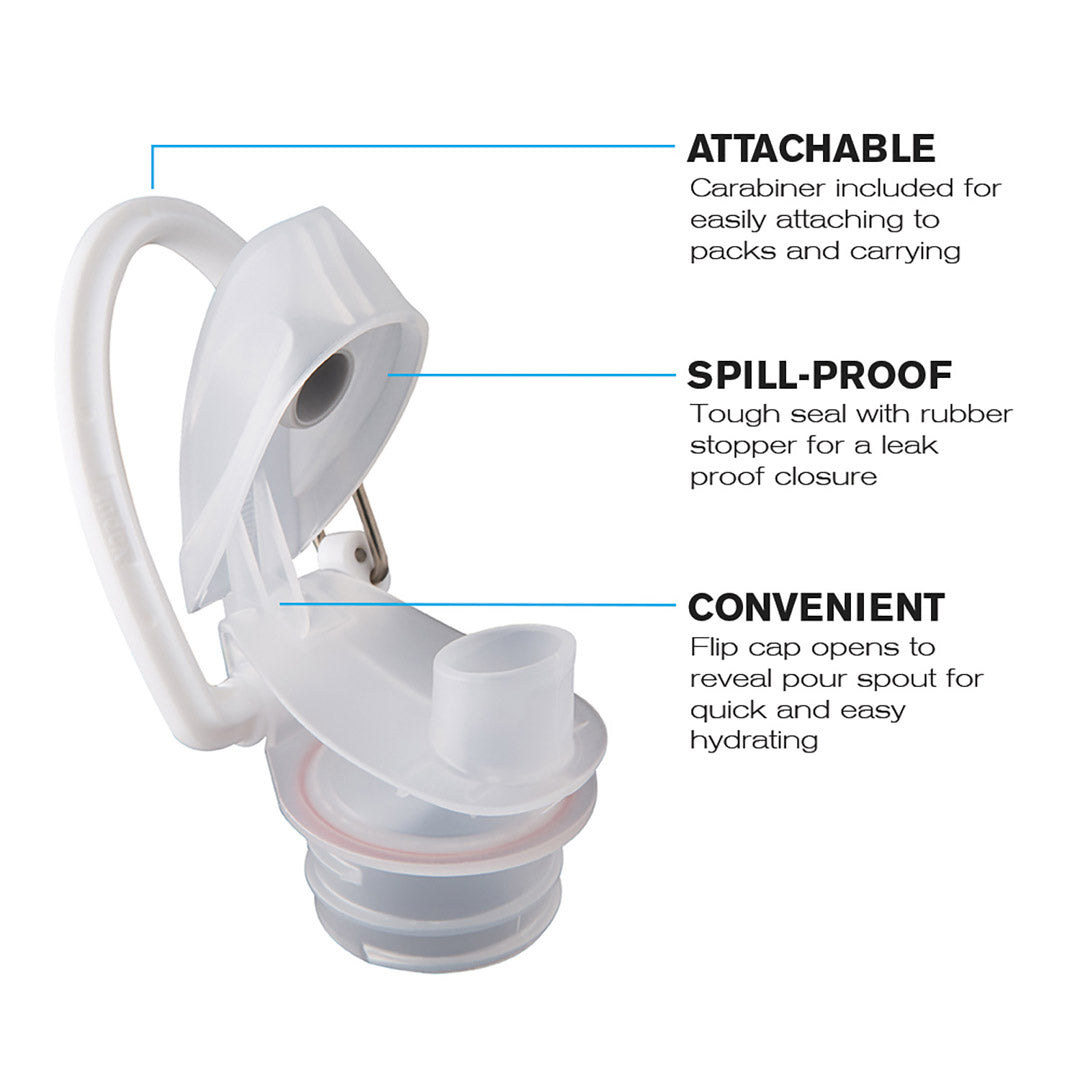 ATTACHABLE
Carabiner included for
easily attaching to
packs and carrying
SPILL-PROOF
Tough seal with rubber
stopper for a leak
proof closure
CONVENIENT
Flip cap opens to
reveal pour spout for
quick and easy
hydrating